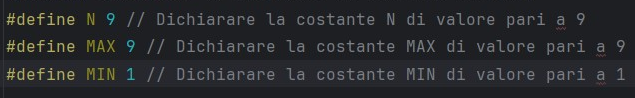 #define N 9 // Dichiarare la costante N di valore pari a 9
#define MAX 9 // Dichiarare la costante MAX di valore pari a 9
#define MIN 1 // Dichiarare la costante MIN di valore pari a 1